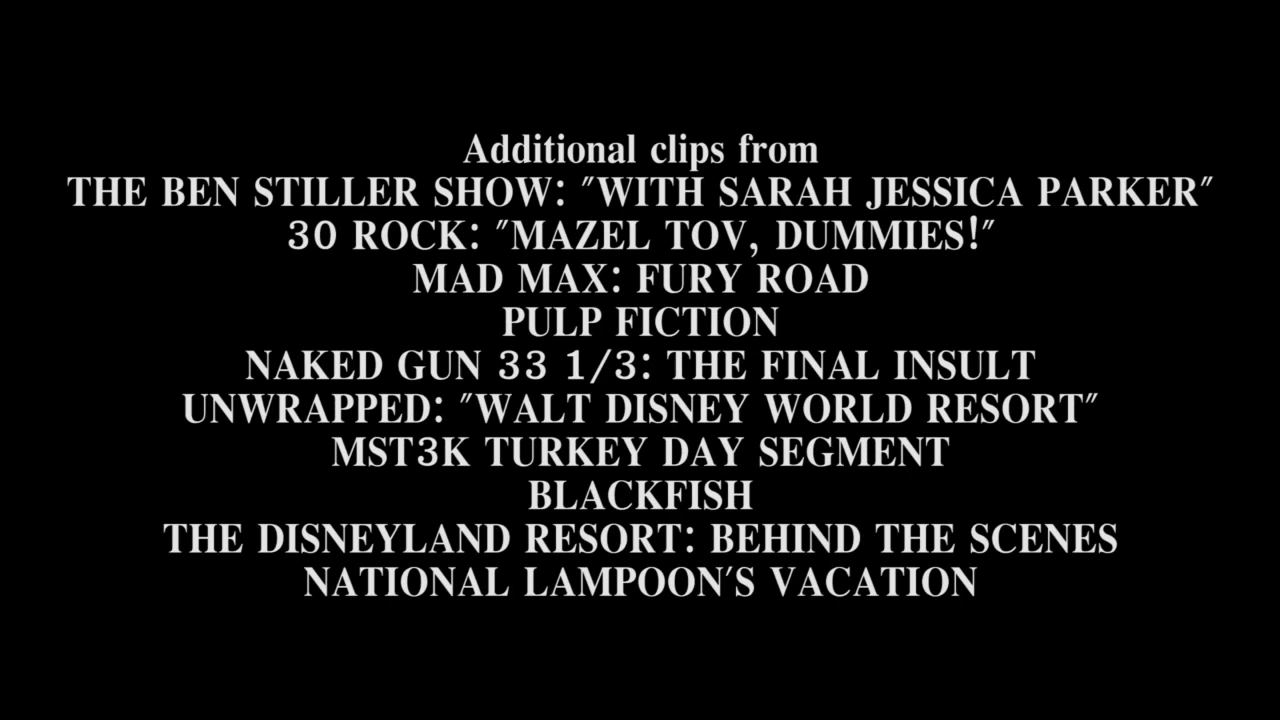 Additional clips from
THE BEN STILLER SHOW: "WITH SARAH JESSICA PARKER"
30 ROCK: "MAZEL TOV, DUMMIES!"
MAD MAX: FURY ROAD
PULP FICTION
NAKED GUN 33 1/3: THE FINAL INSULT
UNWRAPPED: "WALT DISNEY WORLD RESORT"
MST3K TURKEY DAY SEGMENT
BLACKFISH
THE DISNEYLAND RESORT: BEHIND THE SCENES
NATIONAL LAMPOON'S VACATION